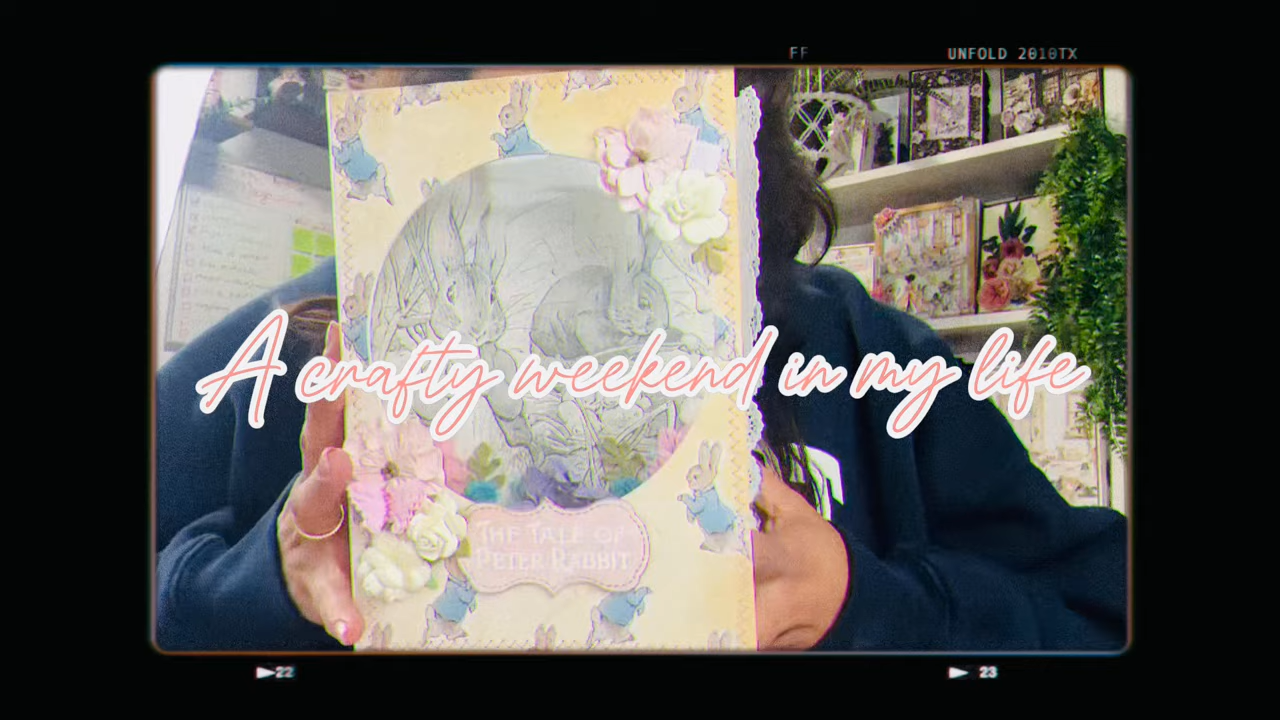 FF
UNFOLD 2010TX
A crafty weekend in my life
THE TALE OF
PETER RABBIT
22
23